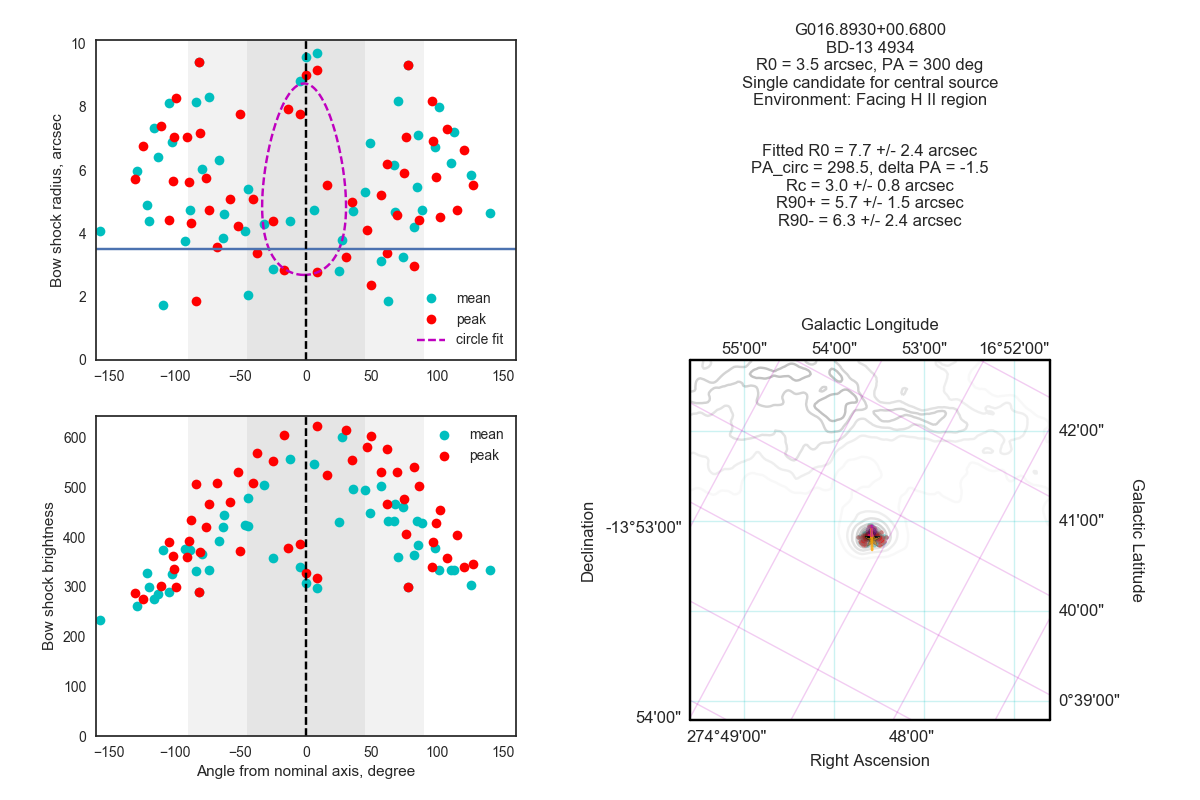 G016.8930+00.6800
BD-13 4934
R0 = 3.5 arcsec, PA = 300 deg
Single candidate for central source
Environment: Facing H II region
Fitted R0 = 7.7 +/- 2.4 arcsec
PA_circ = 298.5, delta PA = -1.5
Rc = 3.0 +/- 0.8 arcsec
R90+ = 5.7 +/- 1.5 arcsec
R90- = 6.3 +/- 2.4 arcsec
Bow shock radius, arcsec
10
8
6
4
2
0
mean
peak
circle fit
−150 −100 −50 0 50 100 150
Bow shock brightness
600
500
400
300
200
100
0
mean
peak
−150 −100 −50 0 50 100 150
Angle from nominal axis, degree
Galactic Longitude
55'00" 54'00" 53'00" 16°52'00"
42'00"
41'00"
40'00"
0°39'00"
Galactic Latitude
Declination
-13°53'00"
54'00"
274°49'00" 48'00"
Right Ascension